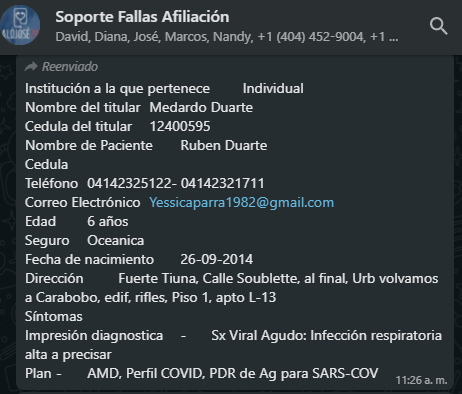 Soporte Fallas Afiliación
David, Diana, José, Marcos, Nandy, +1 (404) 452-9004, +1 ...
Reenviado
Institución a la que pertenece Individual
Nombre del titular Medardo Duarte
Cedula del titular 12400595
Nombre de Paciente Ruben Duarte
Cedula
Teléfono 04142325122- 04142321711
Correo Electrónico Yessicaparra1982@gmail.com
Edad 6 años
Seguro Oceanica
Fecha de nacimiento 26-09-2014
Dirección Fuerte Tiuna, Calle Soublette, al final, Urb volvamos
a Carabobo, edif, rifles, Piso 1, apto L-13
Síntomas
Impresión diagnostica - Sx Viral Agudo: Infección respiratoria
alta a precisar
Plan - AMD, Perfil COVID, PDR de Ag para SARS-COV
11:26 a. m.